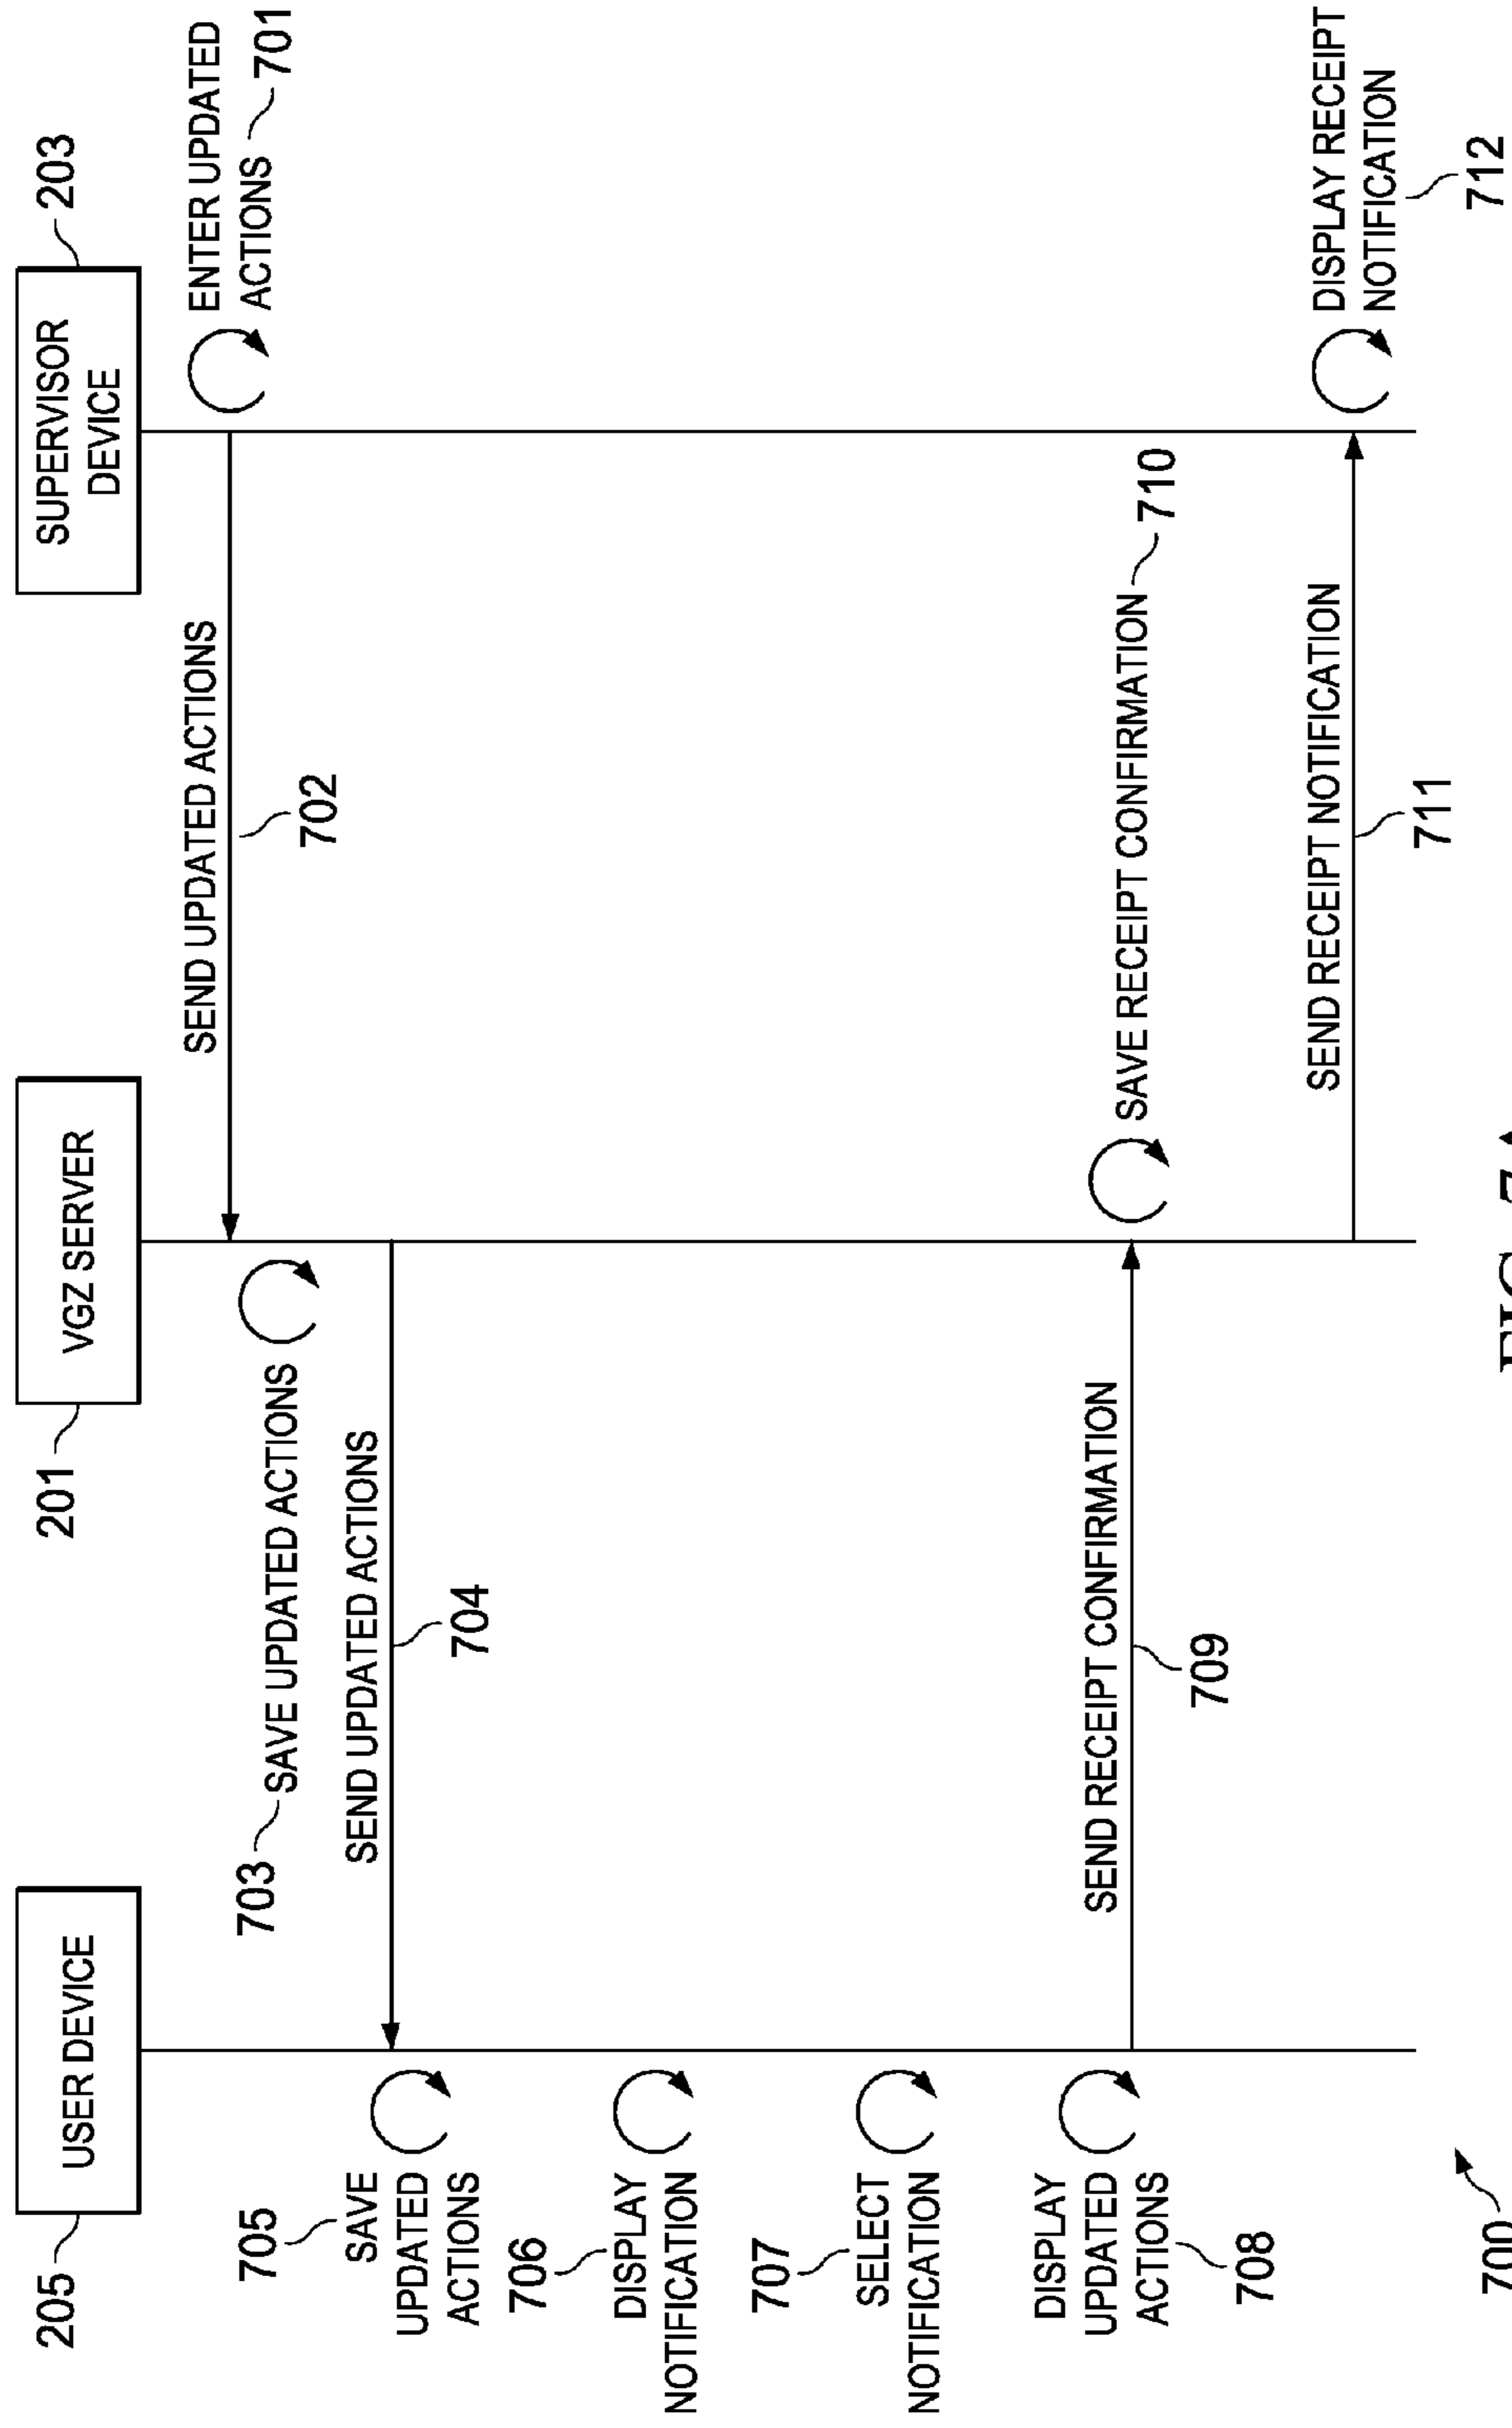 205
USER DEVICE
201
VGZ SERVER
SUPERVISOR
DEVICE
203
ENTER UPDATED
ACTIONS
701
SEND UPDATED ACTIONS
702
703
SAVE UPDATED ACTIONS
SEND UPDATED ACTIONS
704
705
SAVE
UPDATED
ACTIONS
706
DISPLAY
NOTIFICATION
707
SELECT
NOTIFICATION
DISPLAY
UPDATED
ACTIONS
708
SEND RECEIPT CONFIRMATION
709
SAVE RECEIPT CONFIRMATION
710
SEND RECEIPT NOTIFICATION
711
DISPLAY RECEIPT
NOTIFICATION
712
700
FIG. 7A